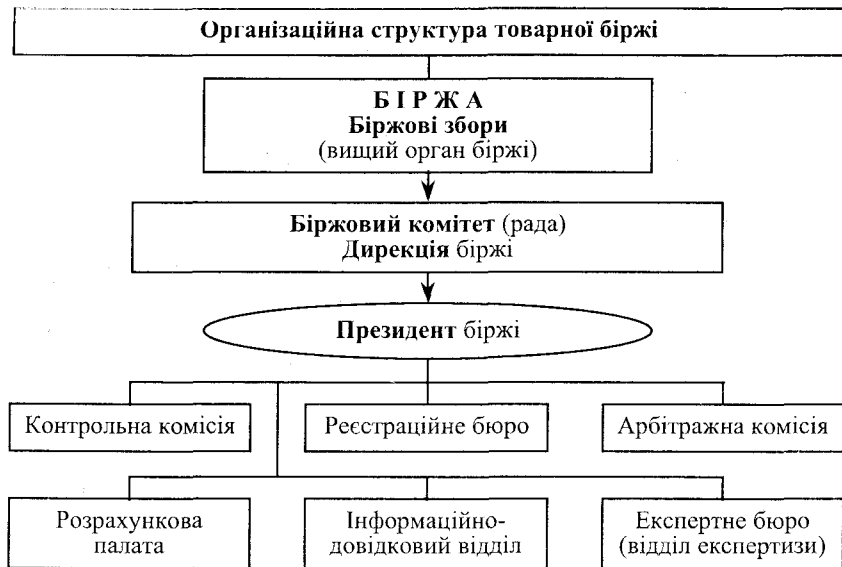 Організаційна структура товарної біржі
БІРЖА
Біржові збори
(вищий орган біржі)
Біржовий комітет (рада)
Дирекція біржі
Президент біржі
Контрольна комісія
Реєстраційне бюро
Арбітражна комісія
Розрахункова
палата
Інформаційно-
довідковий відділ
Експертне бюро
(відділ експертизи)